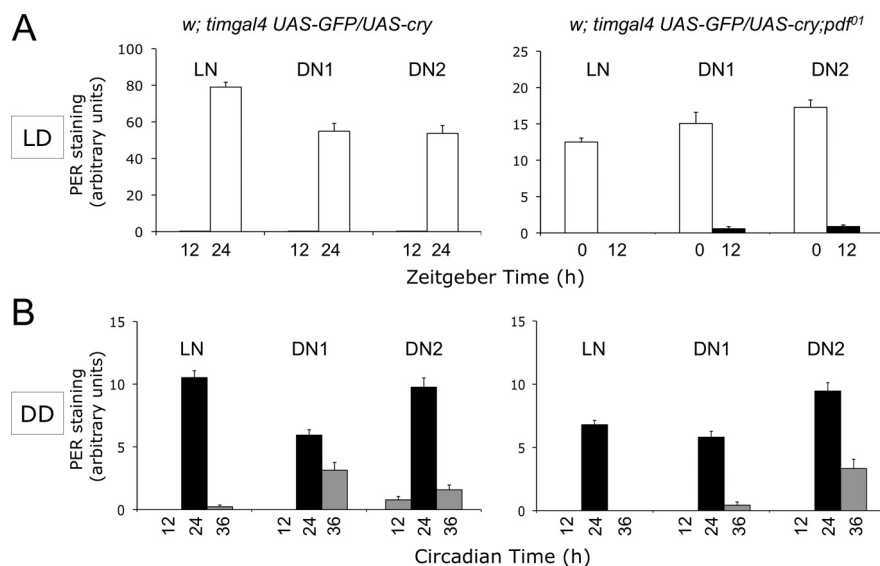 A
w; timgal4 UAS-GFP/UAS-cry
w; timgal4 UAS-GFP/UAS-cry;pdf⁰¹
LD
PER staining
(arbitrary units)
100
80
60
40
20
0
LN DN1 DN2
12 24 12 24 12 24
25
20
15
10
5
0
LN DN1 DN2
0 12 0 12 0 12
Zeitgeber Time (h)
B
DD
PER staining
(arbitrary units)
15
10
5
0
LN DN1 DN2
12 24 36 12 24 36 12 24 36
15
10
5
0
LN DN1 DN2
12 24 36 12 24 36 12 24 36
Circadian Time (h)